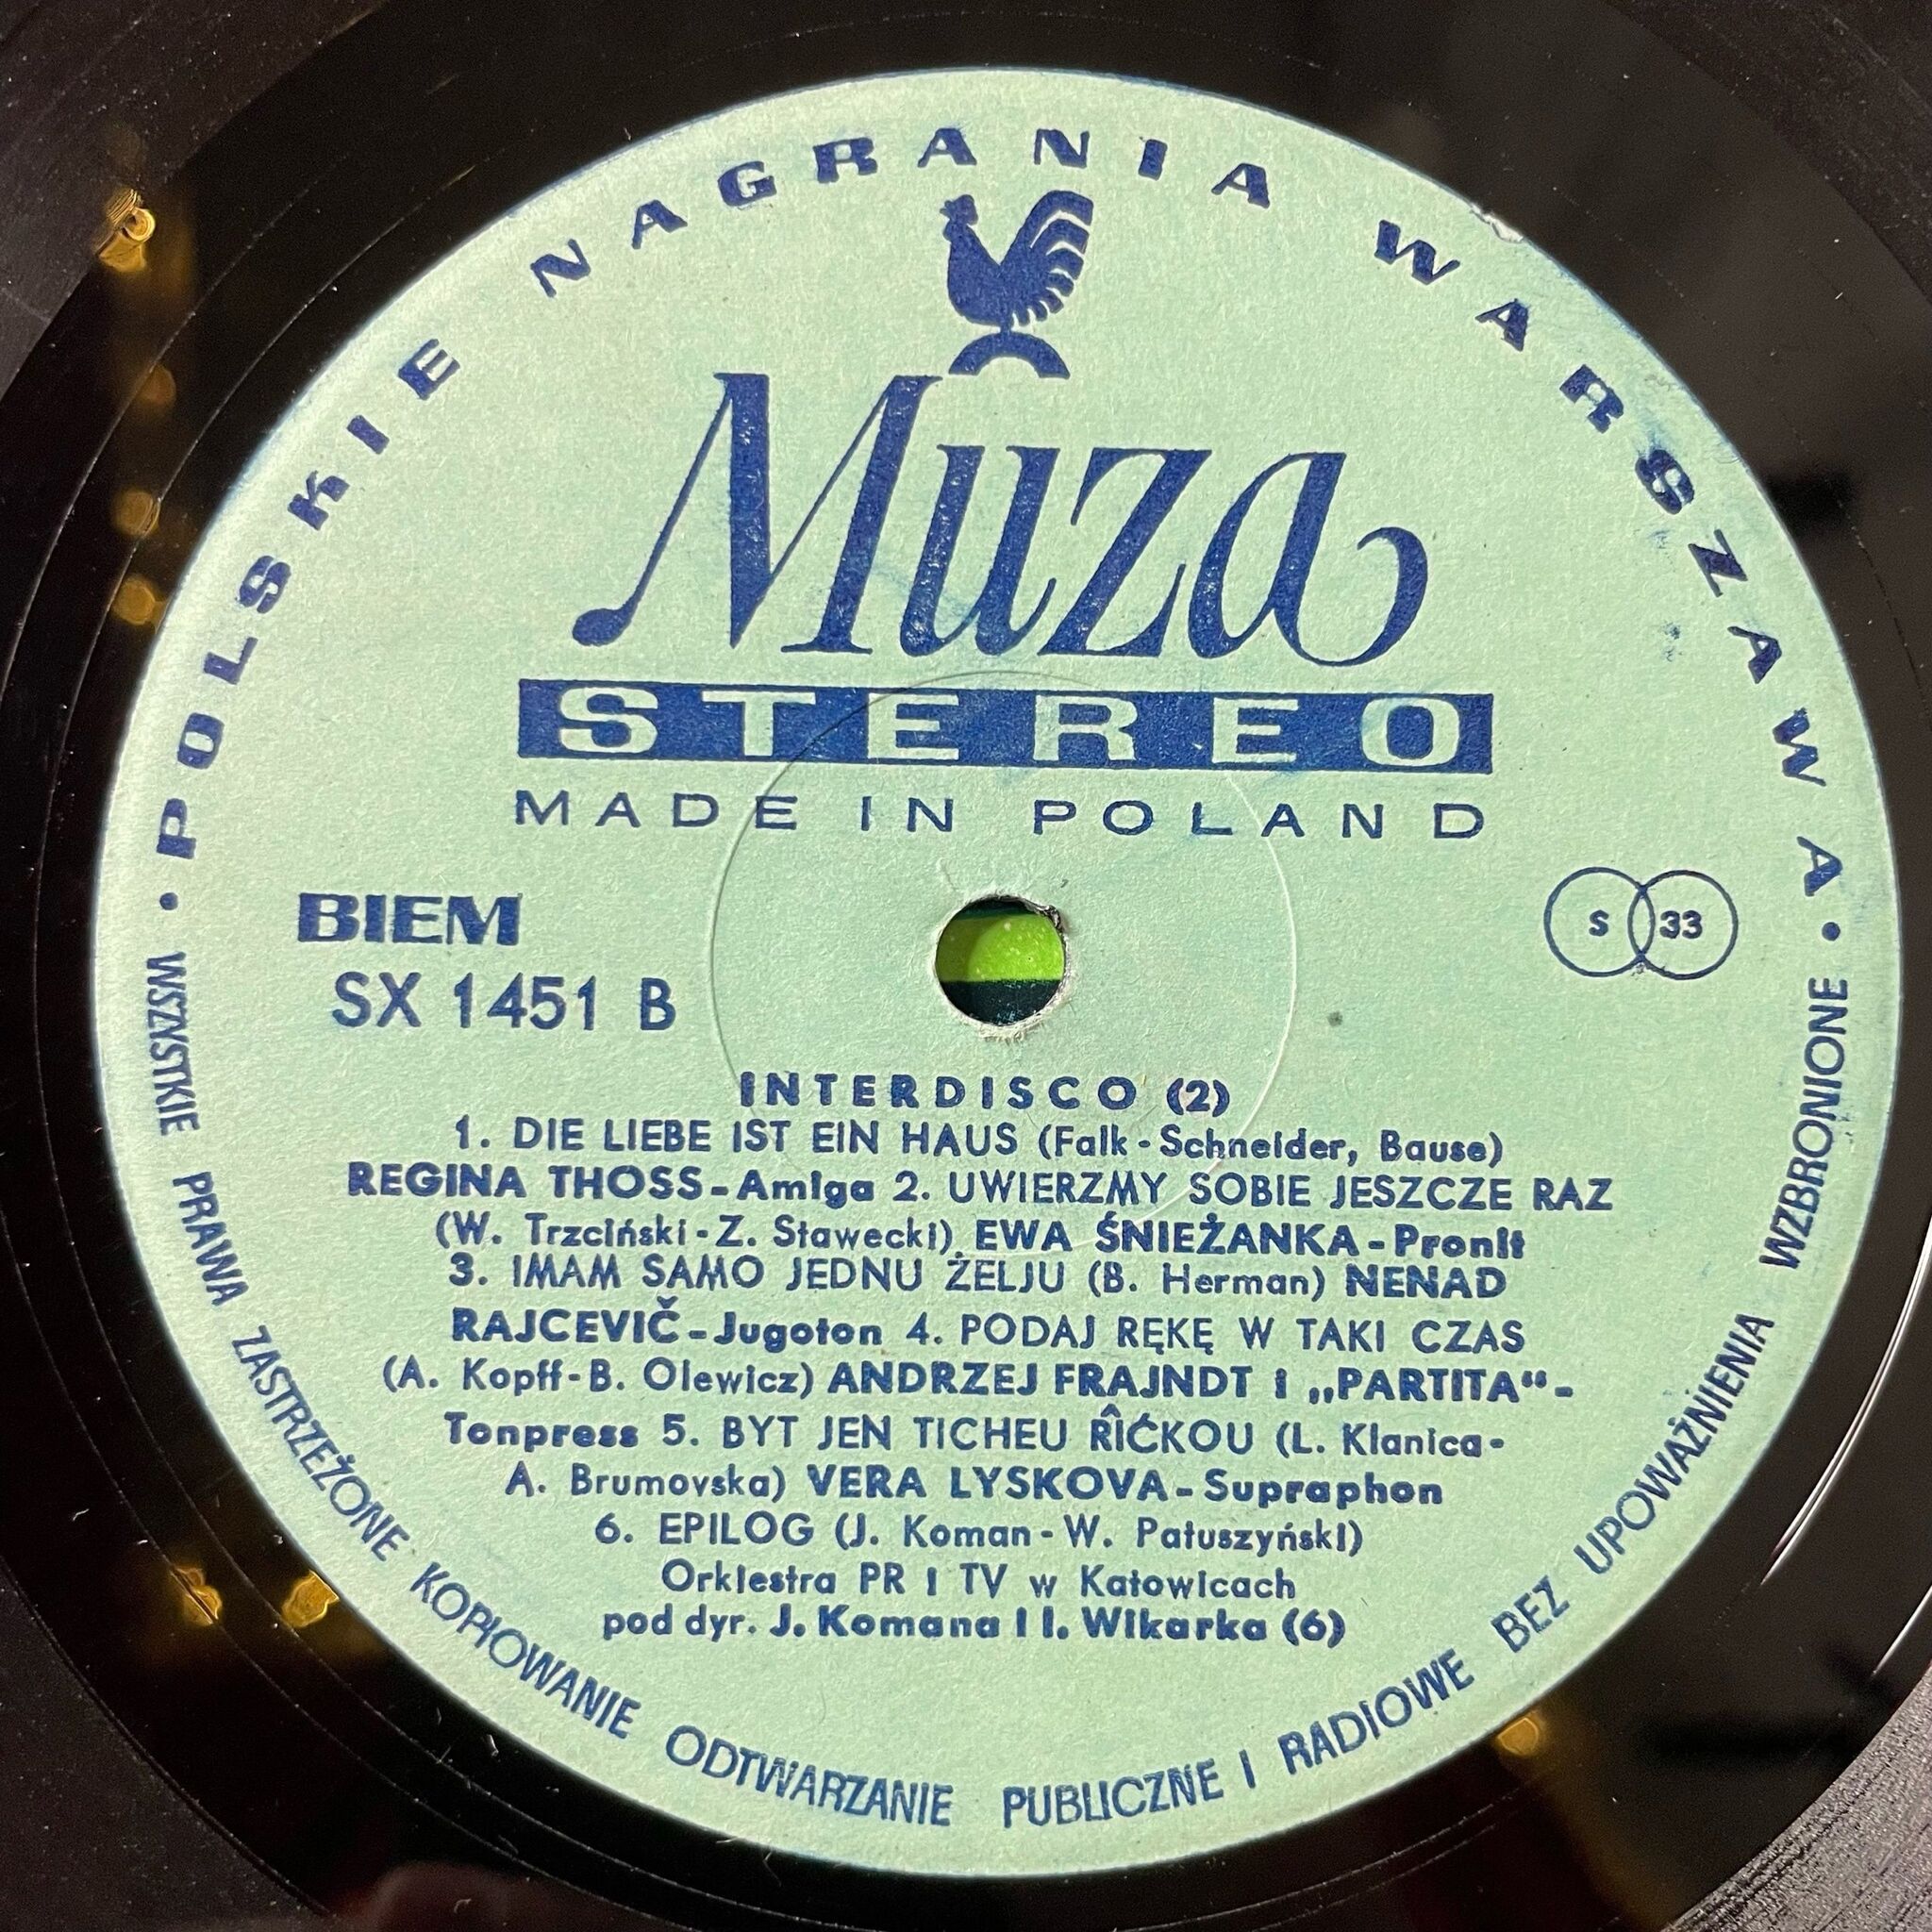 • POLSKIE NAGRANIA WARSZAWA •
Muza
STEREO
MADE IN POLAND
BIEM
SX 1451 B
S 33
INTERDISCO (2)
1. DIE LIEBE IST EIN HAUS (Falk - Schneider, Bause)
REGINA THOSS - Amiga 2. UWIERZMY SOBIE JESZCZE RAZ
(W. Trzciński - Z. Stawecki) EWA ŚNIEŻANKA - Pronit
3. IMAM SAMO JEDNU ŻELJU (B. Herman) NENAD
RAJCEVIČ - Jugoton 4. PODAJ RĘKĘ W TAKI CZAS
(A. Kopff - B. Olewicz) ANDRZEJ FRAJNDT i „PARTITA“ -
Tonpress 5. BYT JEN TICHEU R̂IĆKOU (L. Klanica -
A. Brumovska) VERA LYSKOVA - Supraphon
6. EPILOG (J. Koman - W. Patuszyński)
Orkiestra PR i TV w Katowicach
pod dyr. J. Komana i I. Wikarka (6)
WSZYSTKIE PRAWA ZASTRZEŻONE KOPIOWANIE ODTWARZANIE PUBLICZNE I RADIOWE BEZ UPOWAŻNIENIA WZBRONIONE